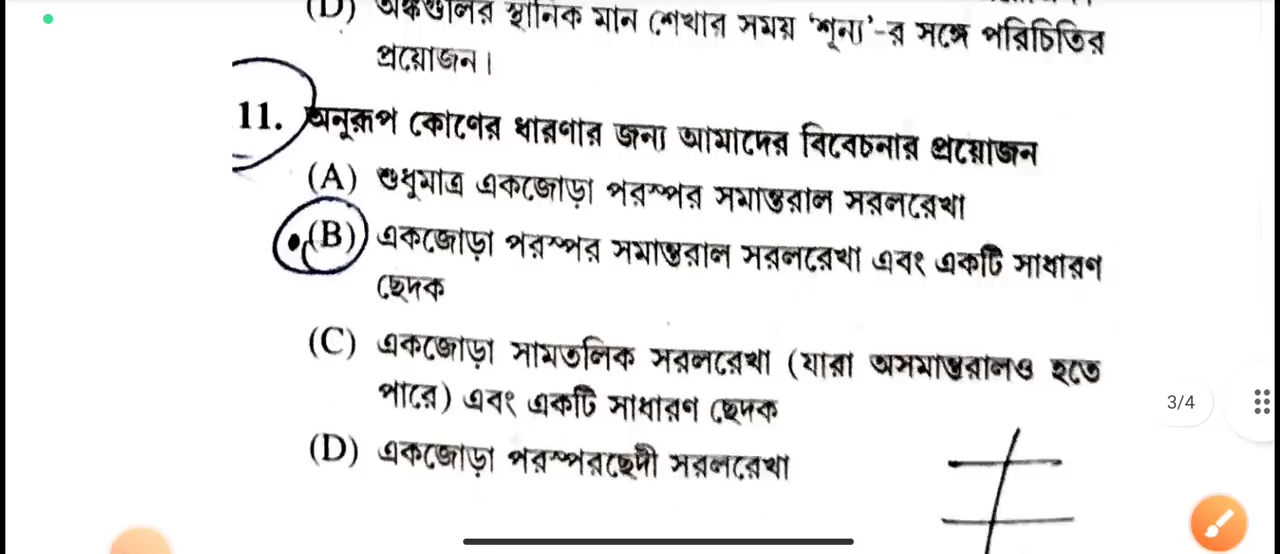 (D) অঙ্কগুলির স্থানিক মান শেখার সময় ‘শূন্য’-র সঙ্গে পরিচিতির
প্রয়োজন।
11. অনুরূপ কোণের ধারণার জন্য আমাদের বিবেচনার প্রয়োজন
(A) শুধুমাত্র একজোড়া পরস্পর সমান্তরাল সরলরেখা
(B) একজোড়া পরস্পর সমান্তরাল সরলরেখা এবং একটি সাধারণ
ছেদক
(C) একজোড়া সামতলিক সরলরেখা (যারা অসমান্তরালও হতে
পারে) এবং একটি সাধারণ ছেদক
3/4
(D) একজোড়া পরস্পরছেদী সরলরেখা